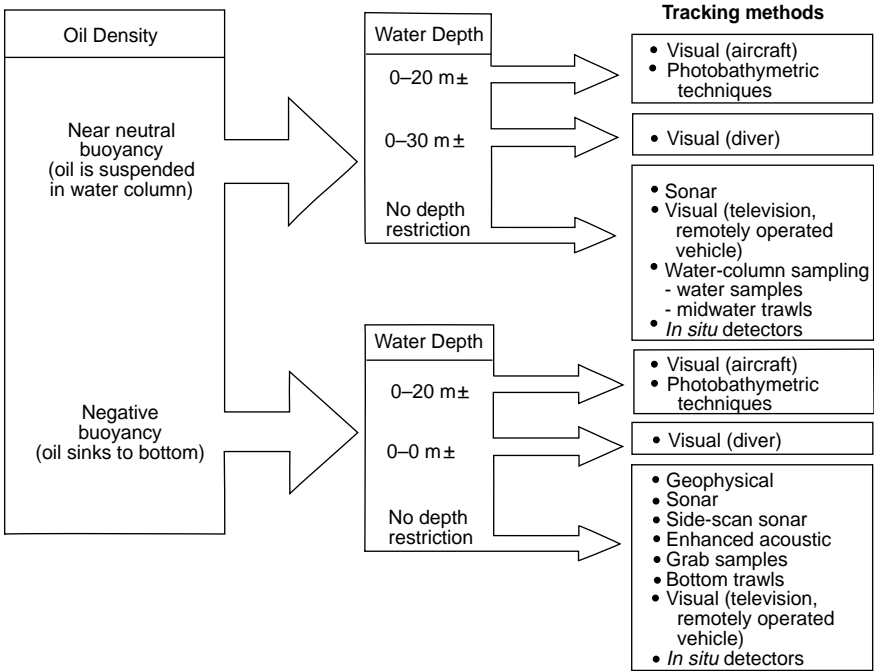 Tracking methods
Oil Density
Near neutral
buoyancy
(oil is suspended
in water column)
Water Depth
0–20 m±
0–30 m±
No depth
restriction
• Visual (aircraft)
• Photobathymetric
techniques
• Visual (diver)
• Sonar
• Visual (television,
remotely operated
vehicle)
• Water-column sampling
- water samples
- midwater trawls
• In situ detectors
Negative
buoyancy
(oil sinks to bottom)
Water Depth
0–20 m±
0–0 m±
No depth
restriction
• Visual (aircraft)
• Photobathymetric
techniques
• Visual (diver)
• Geophysical
• Sonar
• Side-scan sonar
• Enhanced acoustic
• Grab samples
• Bottom trawls
• Visual (television,
remotely operated
vehicle)
• In situ detectors